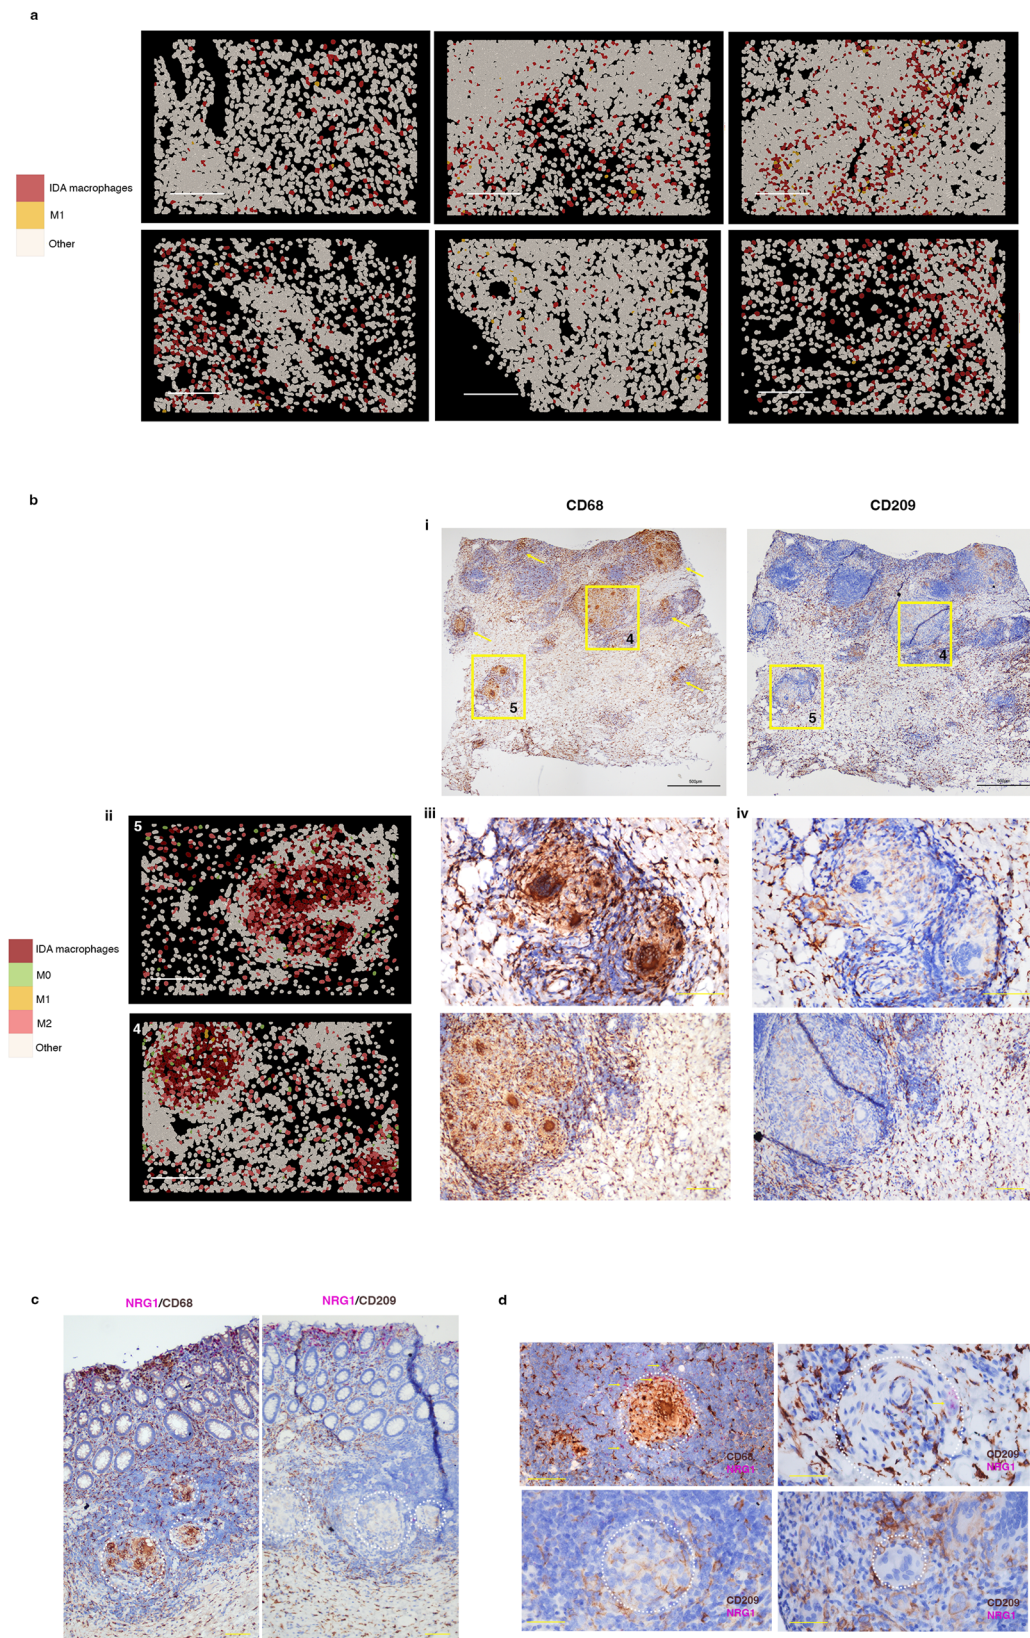 a
IDA macrophages
M1
Other
b
CD68
CD209
i
4
5
4
5
500µm
ii
iii
iv
5
4
IDA macrophages
M0
M1
M2
Other
c
NRG1/CD68
NRG1/CD209
d
CD68
NRG1
CD209
NRG1
CD209
NRG1
CD209
NRG1